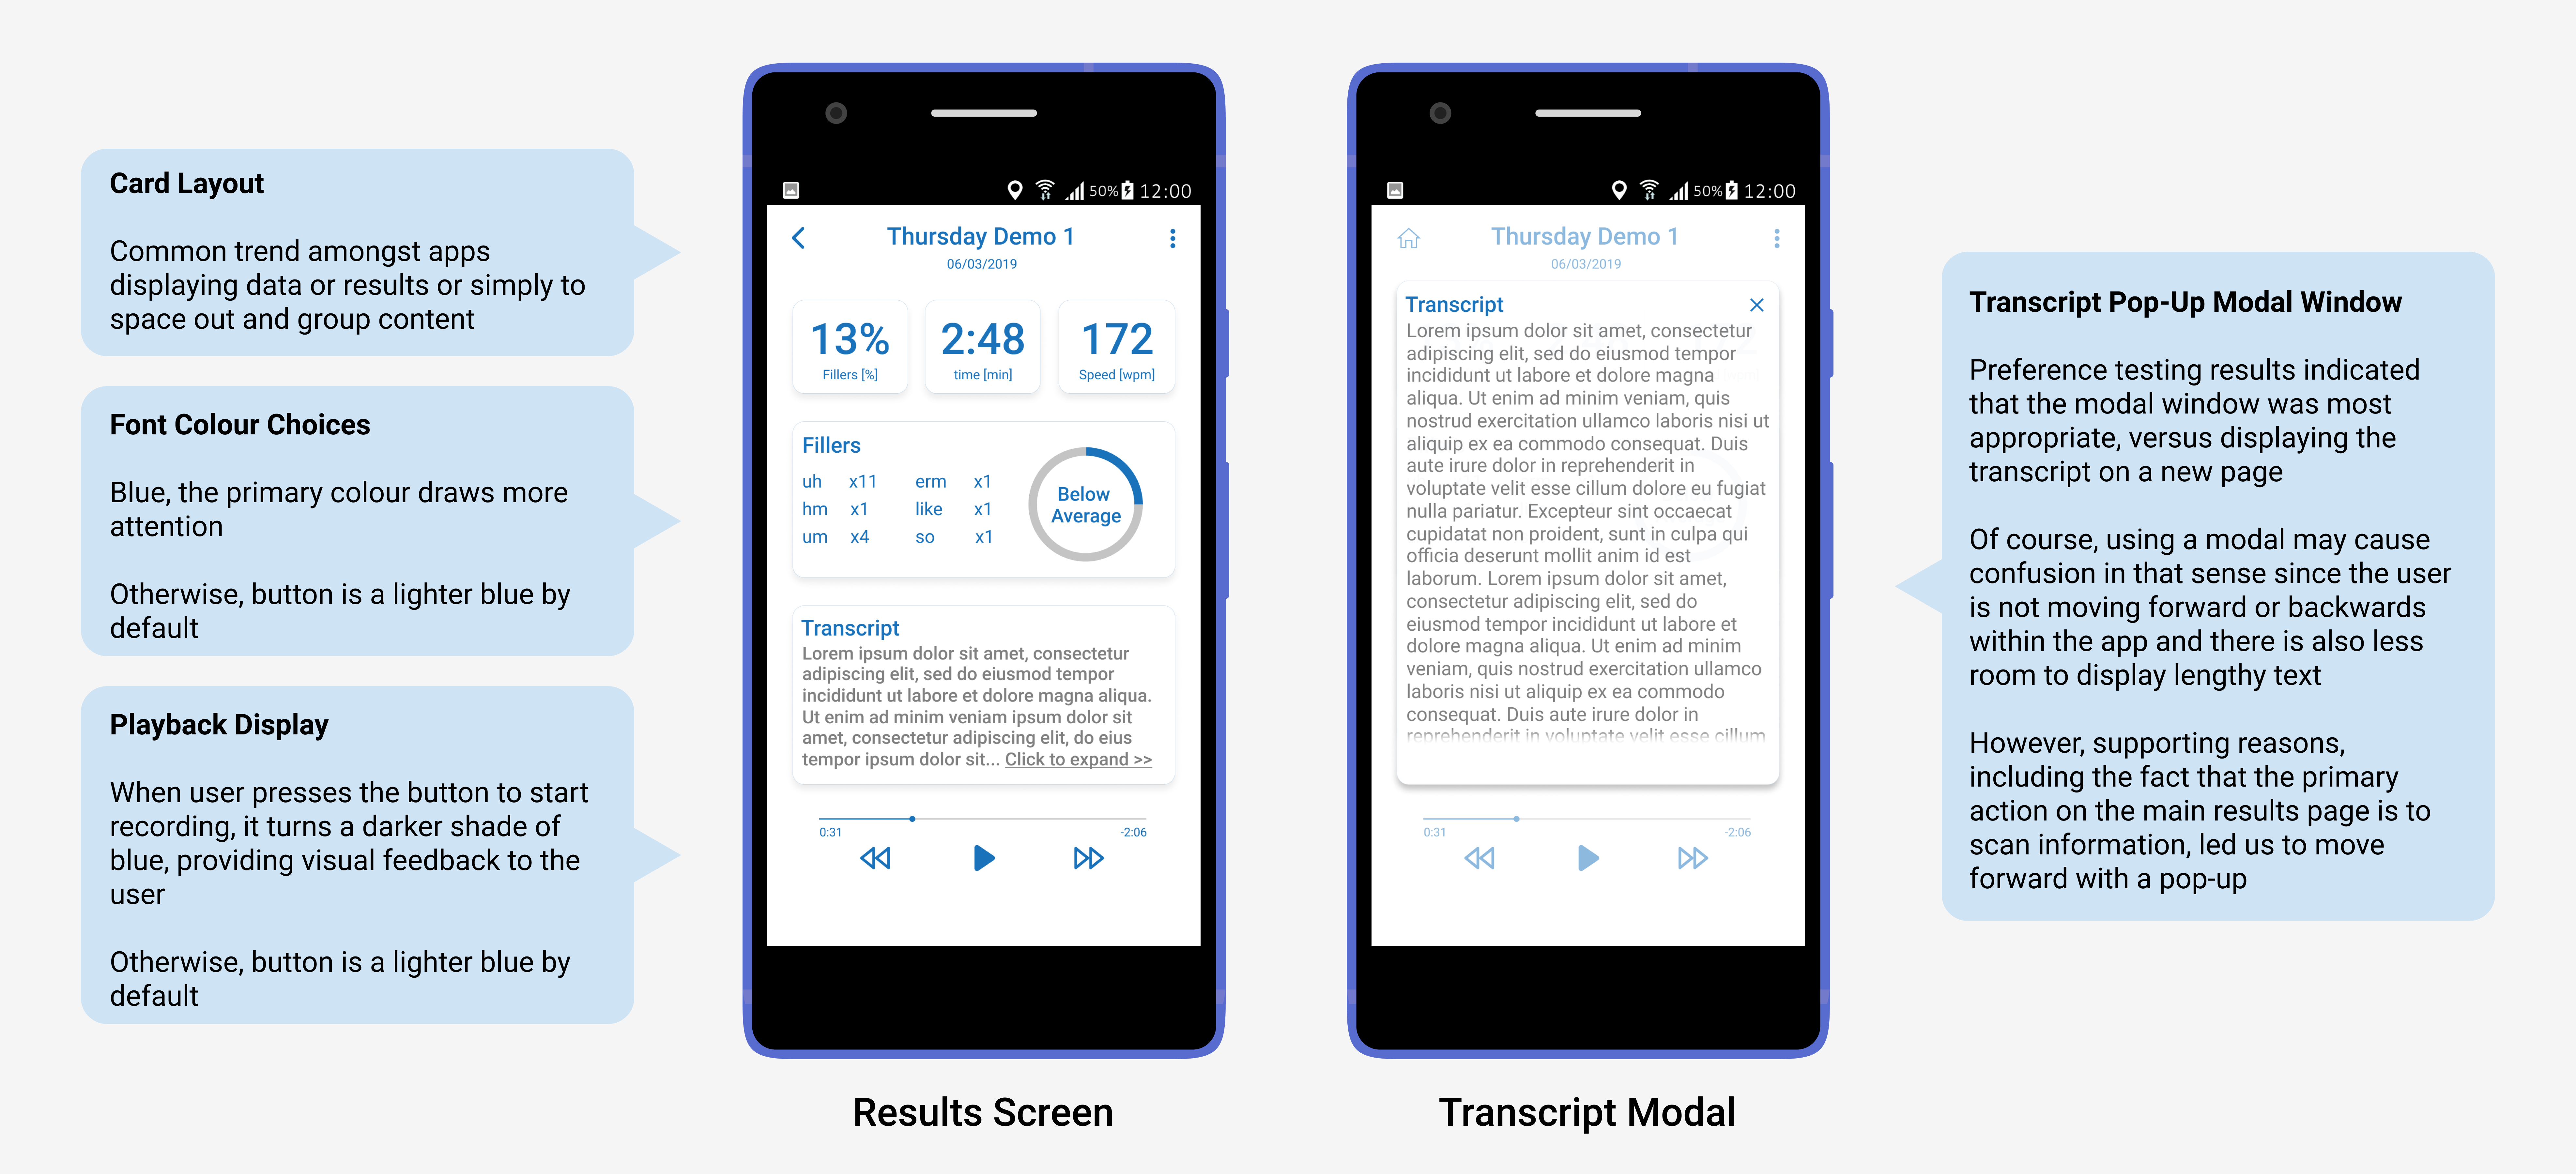 Card Layout
Common trend amongst apps
displaying data or results or simply to
space out and group content
Font Colour Choices
Blue, the primary colour draws more
attention
Otherwise, button is a lighter blue by
default
Playback Display
When user presses the button to start
recording, it turns a darker shade of
blue, providing visual feedback to the
user
Otherwise, button is a lighter blue by
default
50% 12:00
Thursday Demo 1
06/03/2019
13% 2:48 172
Fillers [%] time [min] Speed [wpm]
Fillers
uh x11 erm x1
hm x1 like x1
um x4 so x1
Below
Average
Transcript
Lorem ipsum dolor sit amet, consectetur
adipiscing elit, sed do eiusmod tempor
incididunt ut labore et dolore magna aliqua.
Ut enim ad minim veniam ipsum dolor sit
amet, consectetur adipiscing elit, do eius
tempor ipsum dolor sit... Click to expand >>
0:31 -2:06
Results Screen
50% 12:00
Thursday Demo 1
06/03/2019
Transcript
Lorem ipsum dolor sit amet, consectetur
adipiscing elit, sed do eiusmod tempor
incididunt ut labore et dolore magna
aliqua. Ut enim ad minim veniam, quis
nostrud exercitation ullamco laboris nisi ut
aliquip ex ea commodo consequat. Duis
aute irure dolor in reprehenderit in
voluptate velit esse cillum dolore eu fugiat
nulla pariatur. Excepteur sint occaecat
cupidatat non proident, sunt in culpa qui
officia deserunt mollit anim id est
laborum. Lorem ipsum dolor sit amet,
consectetur adipiscing elit, sed do
eiusmod tempor incididunt ut labore et
dolore magna aliqua. Ut enim ad minim
veniam, quis nostrud exercitation ullamco
laboris nisi ut aliquip ex ea commodo
consequat. Duis aute irure dolor in
reprehenderit in voluptate velit esse cillum
0:31 -2:06
Transcript Modal
Transcript Pop-Up Modal Window
Preference testing results indicated
that the modal window was most
appropriate, versus displaying the
transcript on a new page
Of course, using a modal may cause
confusion in that sense since the user
is not moving forward or backwards
within the app and there is also less
room to display lengthy text
However, supporting reasons,
including the fact that the primary
action on the main results page is to
scan information, led us to move
forward with a pop-up